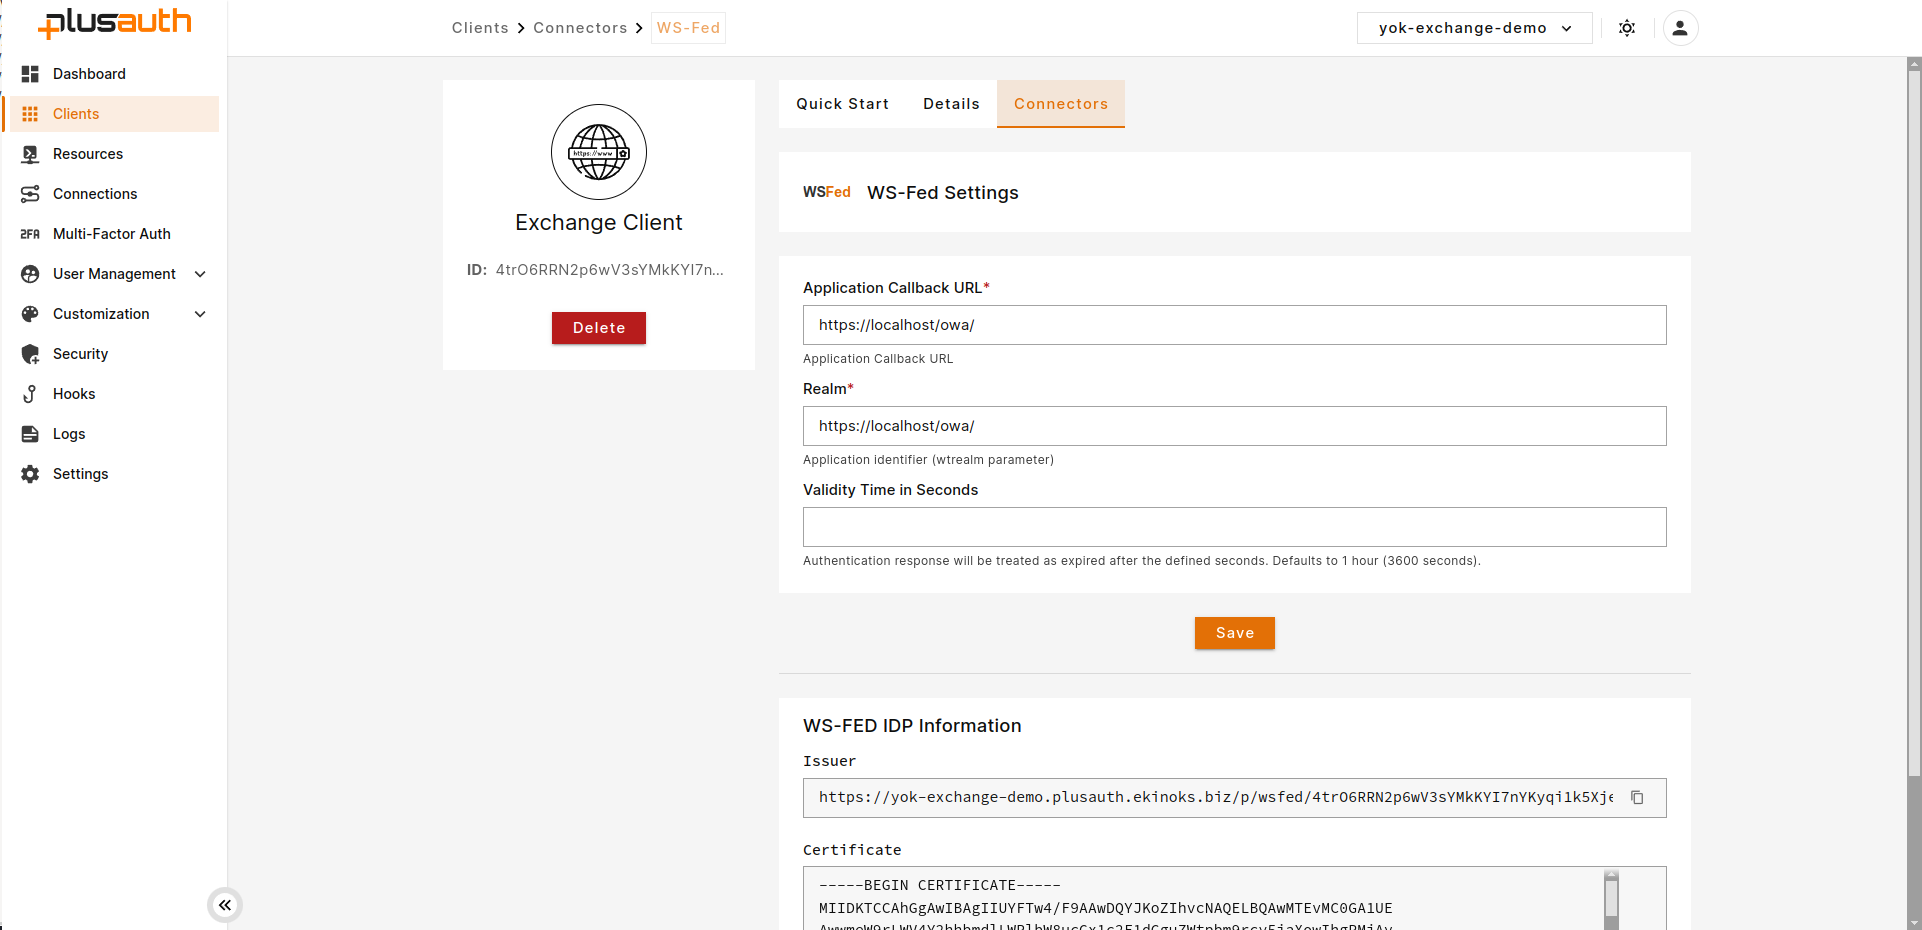 plusauth
Clients > Connectors > WS-Fed
yok-exchange-demo
Dashboard
Clients
Resources
Connections
2FA Multi-Factor Auth
User Management
Customization
Security
Hooks
Logs
Settings
https://www
Exchange Client
ID: 4trO6RRN2p6wV3sYMkKYI7n...
Delete
Quick Start Details Connectors
WSFed WS-Fed Settings
Application Callback URL*
https://localhost/owa/
Application Callback URL
Realm*
https://localhost/owa/
Application identifier (wtrealm parameter)
Validity Time in Seconds
Authentication response will be treated as expired after the defined seconds. Defaults to 1 hour (3600 seconds).
Save
WS-FED IDP Information
Issuer
https://yok-exchange-demo.plusauth.ekinoks.biz/p/wsfed/4trO6RRN2p6wV3sYMkKYI7nYKyqi1k5Xje
Certificate
-----BEGIN CERTIFICATE-----
MIIDKTCCAhGgAwIBAgIIUYFTw4/F9AAwDQYJKoZIhvcNAQELBQAwMTEvMC0GA1UE